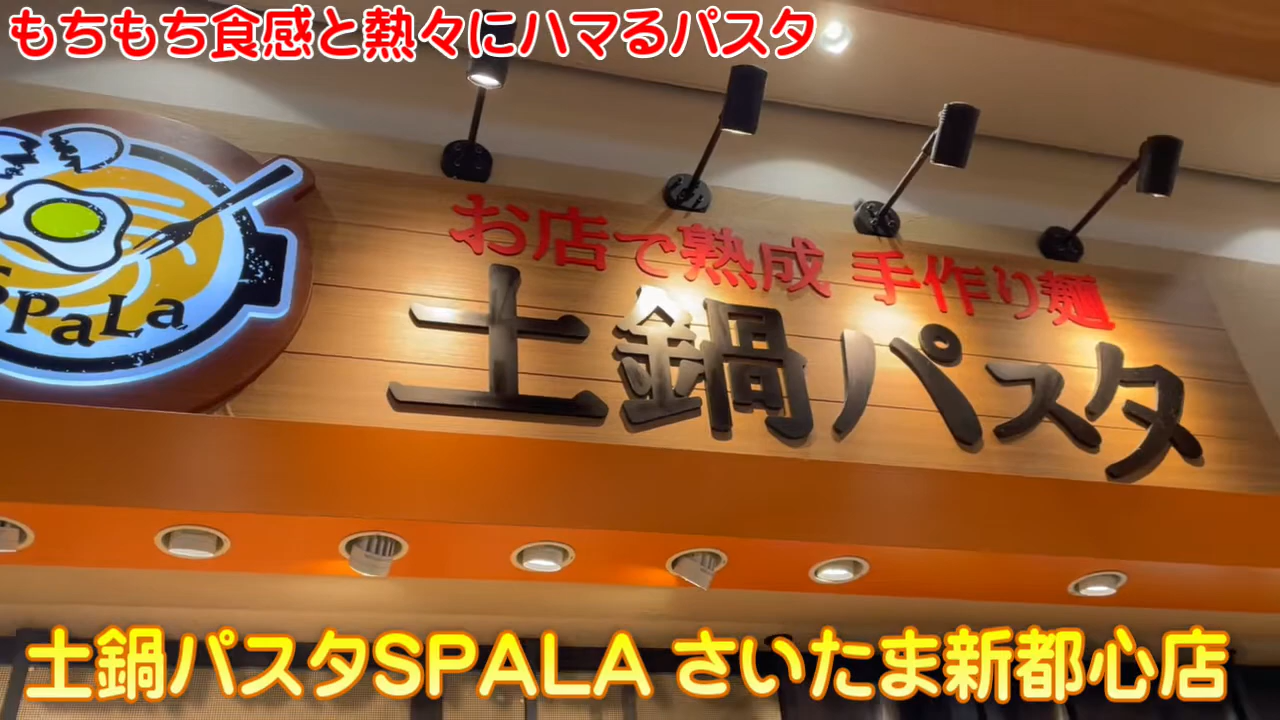 もちもち食感と熱々にハマるパスタ
SPaLa
お店で熟成 手作り麺
土鍋パスタ
土鍋パスタSPALA さいたま新都心店